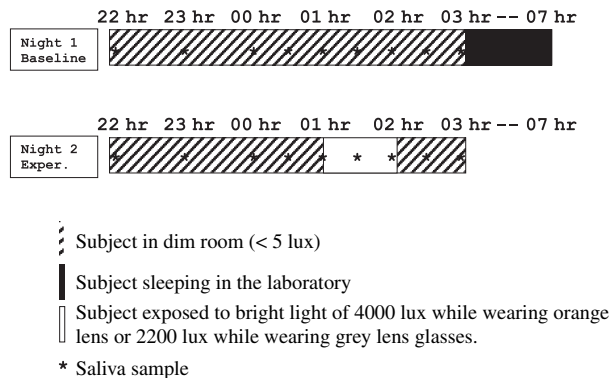 22 hr 23 hr 00 hr 01 hr 02 hr 03 hr -- 07 hr
Night 1
Baseline
* * * * * * * * *
22 hr 23 hr 00 hr 01 hr 02 hr 03 hr -- 07 hr
Night 2
Exper.
* * * * * * * * *
Subject in dim room (< 5 lux)
Subject sleeping in the laboratory
Subject exposed to bright light of 4000 lux while wearing orange
lens or 2200 lux while wearing grey lens glasses.
* Saliva sample